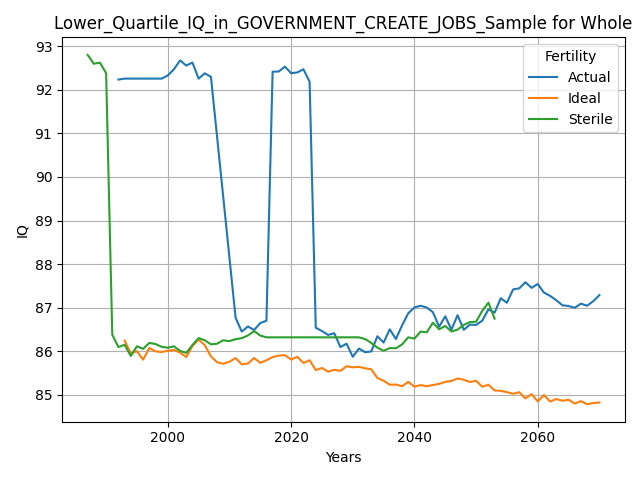 Lower_Quartile_IQ_in_GOVERNMENT_CREATE_JOBS_Sample for Whole
Fertility
Actual
Ideal
Sterile
IQ
93
92
91
90
89
88
87
86
85
2000
2020
2040
2060
Years